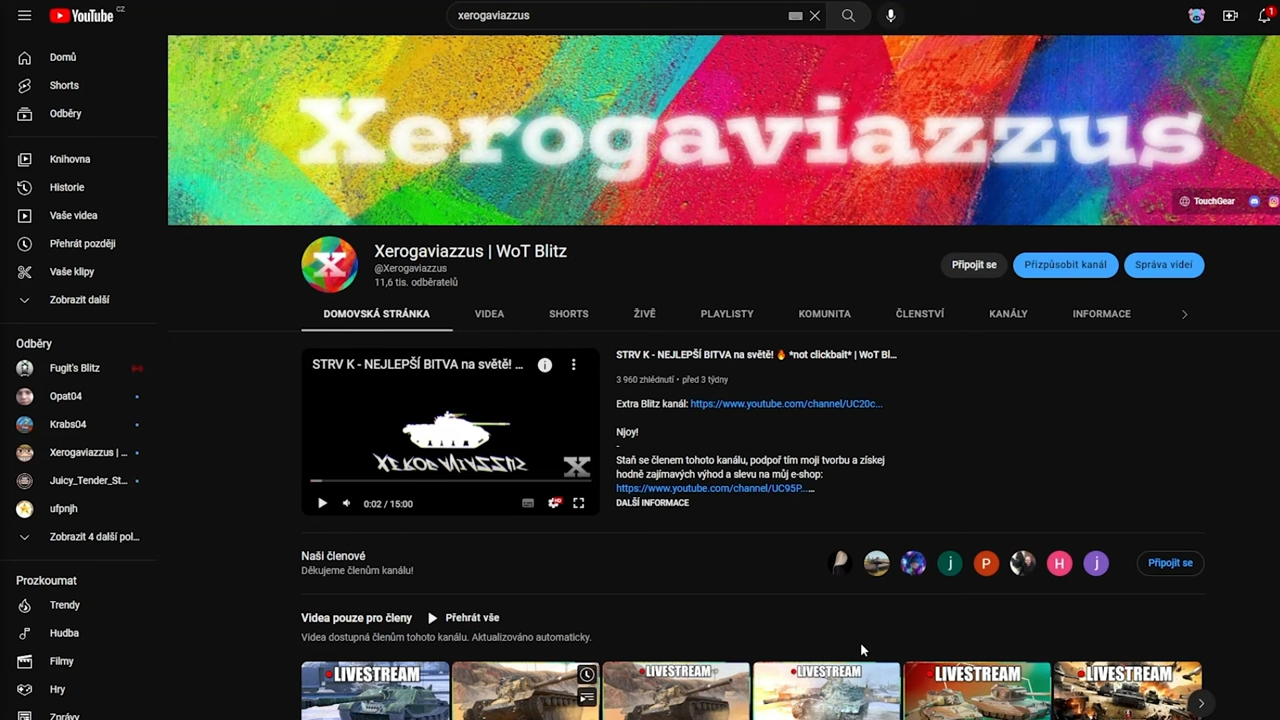 YouTube CZ
xerogaviazzus
1
Domů
Shorts
Odběry
Knihovna
Historie
Vaše videa
Přehrát později
Vaše klipy
Zobrazit další
Odběry
Fugit's Blitz
Opat04
Krabs04
Xerogaviazzus | ...
Juicy_Tender_St...
ufpnjh
Zobrazit 4 další pol...
Prozkoumat
Trendy
Hudba
Filmy
Hry
Zprávy
Xerogaviazzus
TouchGear
X
Xerogaviazzus | WoT Blitz
@Xerogaviazzus
11,6 tis. odběratelů
Připojit se
Přizpůsobit kanál
Správa videí
DOMOVSKÁ STRÁNKA
VIDEA
SHORTS
ŽIVĚ
PLAYLISTY
KOMUNITA
ČLENSTVÍ
KANÁLY
INFORMACE
STRV K - NEJLEPŠÍ BITVA na světě! ...
X
0:02 / 15:00
STRV K - NEJLEPŠÍ BITVA na světě! 🔥 *not clickbait* | WoT Bl...
3 960 zhlédnutí • před 3 týdny
Extra Blitz kanál: https://www.youtube.com/channel/UC20c...
Njoy!
-
Staň se členem tohoto kanálu, podpoř tím moji tvorbu a získej
hodně zajímavých výhod a slevu na můj e-shop:
https://www.youtube.com/channel/UC95P...…
DALŠÍ INFORMACE
Naši členové
Děkujeme členům kanálu!
j
P
H
j
Připojit se
Videa pouze pro členy
Přehrát vše
Videa dostupná členům tohoto kanálu. Aktualizováno automaticky.
LIVESTREAM
LIVESTREAM
LIVESTREAM
LIVESTREAM
LIVESTREAM
LIVESTREAM